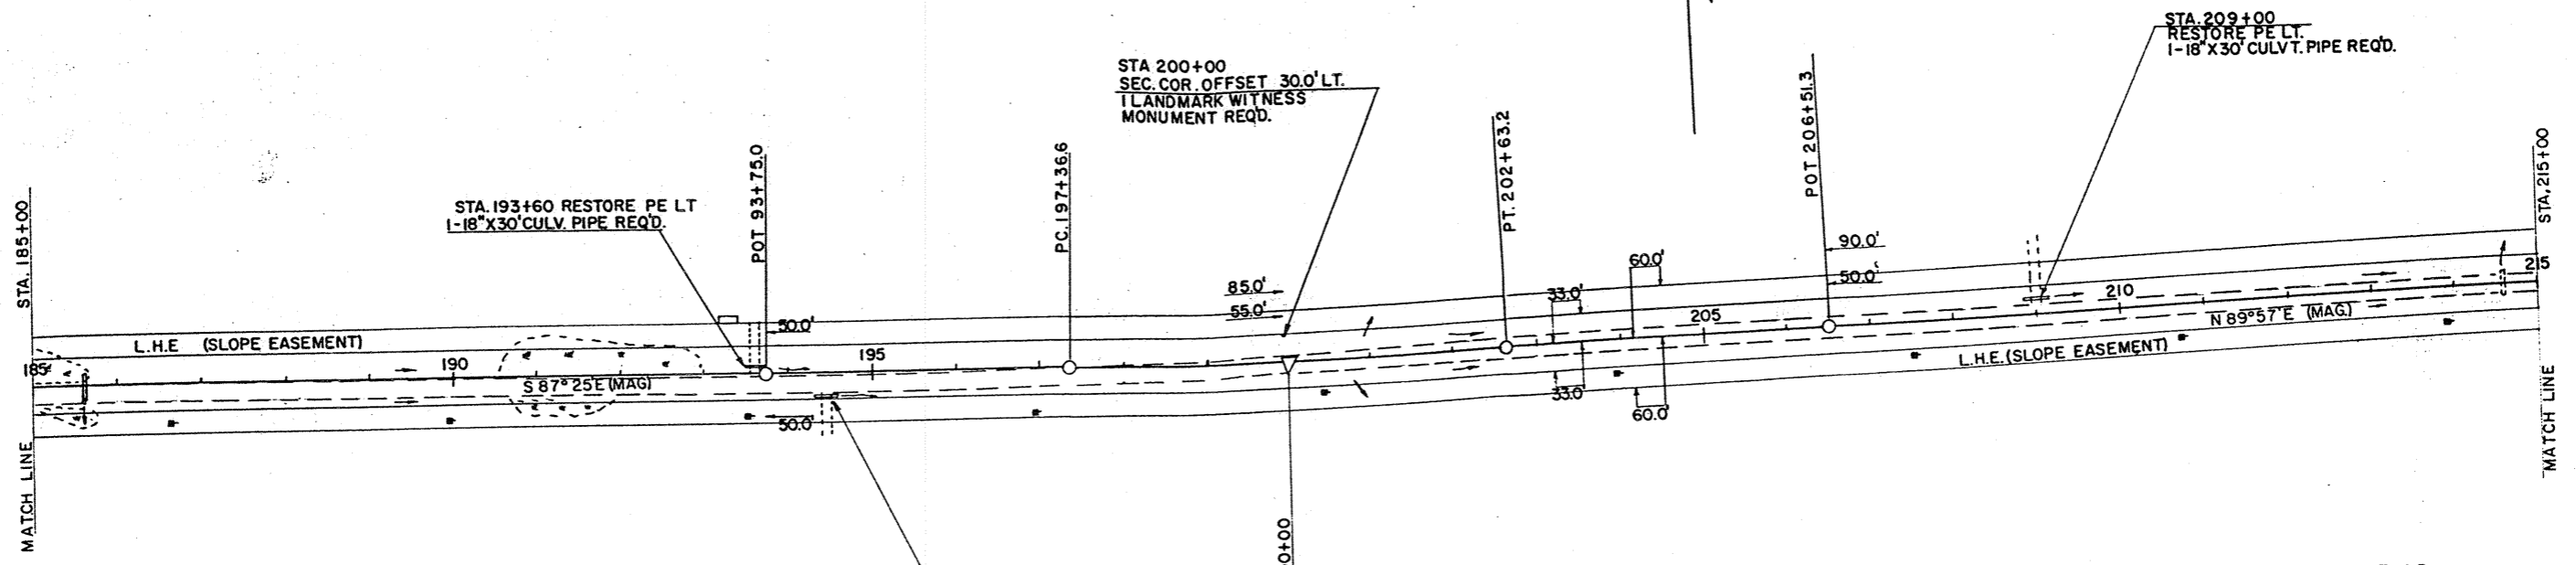 STA. 185+00
MATCH LINE
L.H.E (SLOPE EASEMENT)
185
190
S 87° 25'E (MAG)
STA. 193+60 RESTORE PE LT
1-18"X30' CULV. PIPE REQ'D.
POT 93+75.0
50.0'
50.0'
195
PC. 197+36.6
STA 200+00
SEC. COR. OFFSET 30.0' LT.
1 LANDMARK WITNESS
MONUMENT REQ'D.
85.0'
55.0'
0+00
PT. 202+63.2
33.0'
60.0'
33.0'
60.0'
205
POT 206+51.3
90.0'
50.0'
STA. 209+00
RESTORE PE LT.
1-18"X30' CULVT. PIPE REQ'D.
210
N 89°57'E (MAG.)
L.H.E. (SLOPE EASEMENT)
215
STA. 215+00
MATCH LINE